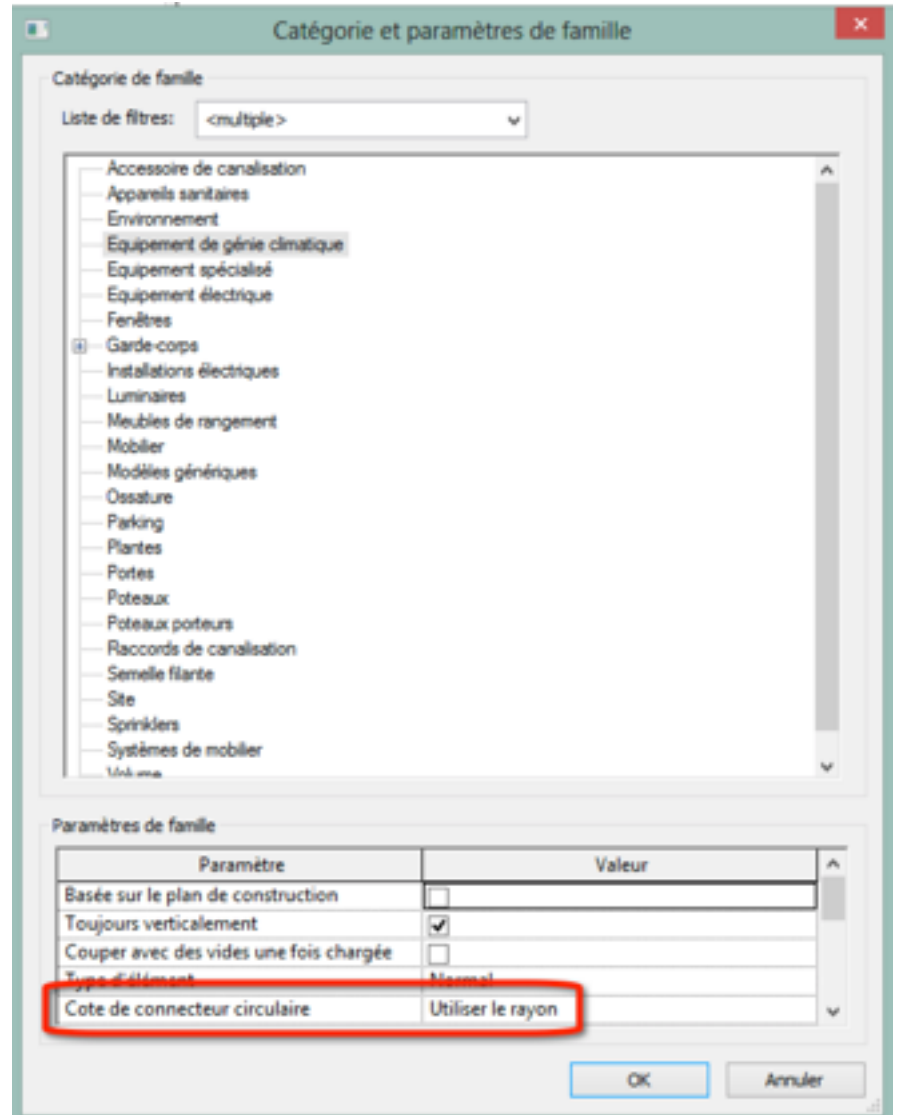 Catégorie et paramètres de famille
Catégorie de famille
Liste de filtres: <multiple>
Accessoire de canalisation
Appareils sanitaires
Environnement
Equipement de génie climatique
Equipement spécialisé
Equipement électrique
Fenêtres
Garde-corps
Installations électriques
Luminaires
Meubles de rangement
Mobilier
Modèles génériques
Ossature
Parking
Plantes
Portes
Poteaux
Poteaux porteurs
Raccords de canalisation
Semelle filante
Site
Sprinklers
Systèmes de mobilier
Volume
Paramètres de famille
Paramètre Valeur
Basée sur le plan de construction
Toujours verticalement
Couper avec des vides une fois chargée
Type d'élément Normal
Cote de connecteur circulaire Utiliser le rayon
OK Annuler